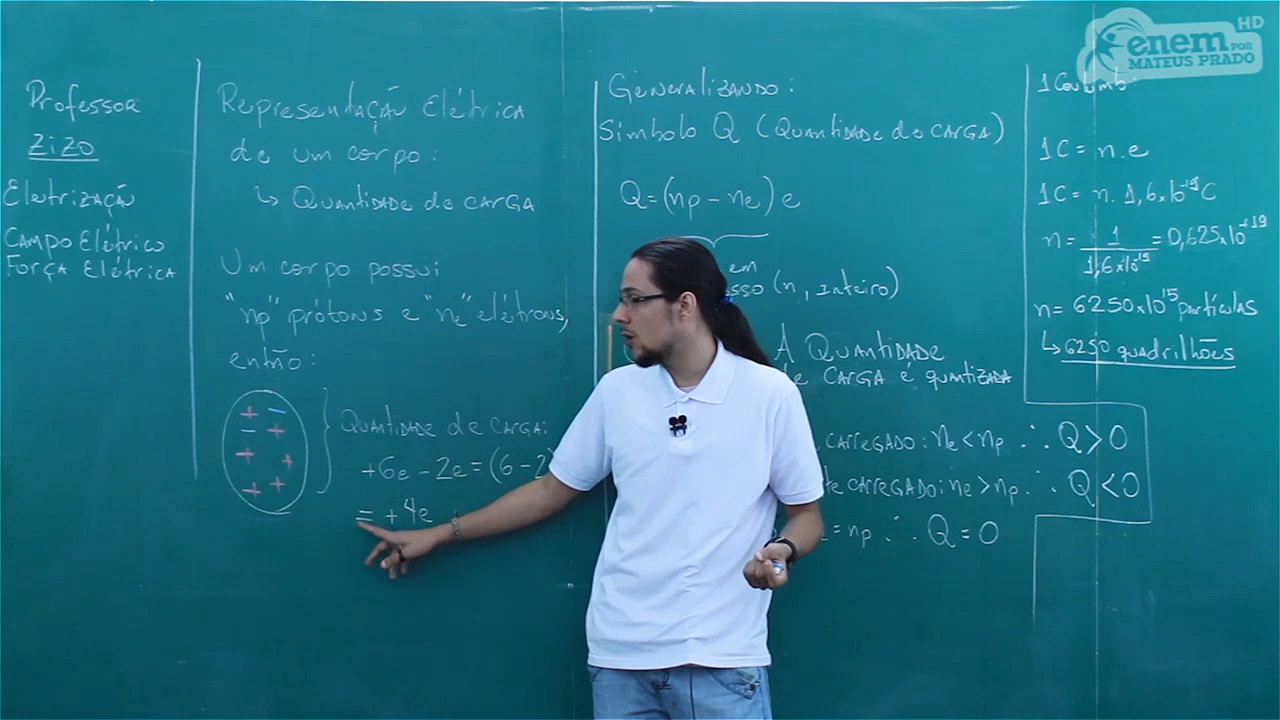 Professor
Zizo
Eletrização
Campo Elétrico
Força Elétrica
Representação Elétrica
de um corpo:
↳ Quantidade de carga
Um corpo possui
"np" prótons e "ne" elétrons,
então:
+ −
− +
+ +
+ +
Quantidade de carga:
+6e − 2e = (6 − 2
= +4e
Generalizando:
Símbolo Q (Quantidade de carga)
Q = (np − ne) e
em
sso (n, inteiro)
A Quantidade
de carga é quantizada
carregado: ne < np ∴ Q > 0
te carregado: ne > np ∴ Q < 0
= np ∴ Q = 0
1 Coulomb:
1C = n.e
1C = n. 1,6x10⁻¹⁹C
n = 1/1,6x10⁻¹⁹ = 0,625x10⁺¹⁹
n = 6250x10¹⁵ partículas
↳ 6250 quadrilhões
enem HD
POR
MATEUS PRADO